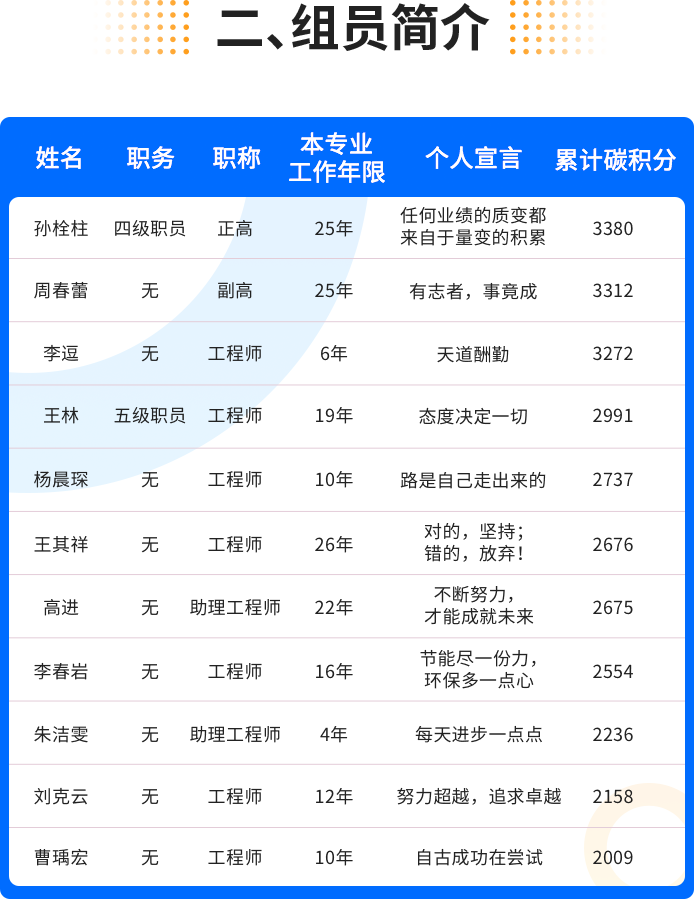 二、组员简介
姓名 职务 职称 本专业 工作年限 个人宣言 累计碳积分
孙栓柱 四级职员 正高 25年 任何业绩的质变都 3380
来自于量变的积累
周春蕾 无 副高 25年 有志者，事竟成 3312
李逗 无 工程师 6年 天道酬勤 3272
王林 五级职员 工程师 19年 态度决定一切 2991
杨晨琛 无 工程师 10年 路是自己走出来的 2737
王其祥 无 工程师 26年 对的，坚持； 2676
错的，放弃！
高进 无 助理工程师 22年 不断努力， 2675
才能成就未来
李春岩 无 工程师 16年 节能尽一份力， 2554
环保多一点心
朱洁雯 无 助理工程师 4年 每天进步一点点 2236
刘克云 无 工程师 12年 努力超越，追求卓越 2158
曹瑀宏 无 工程师 10年 自古成功在尝试 2009